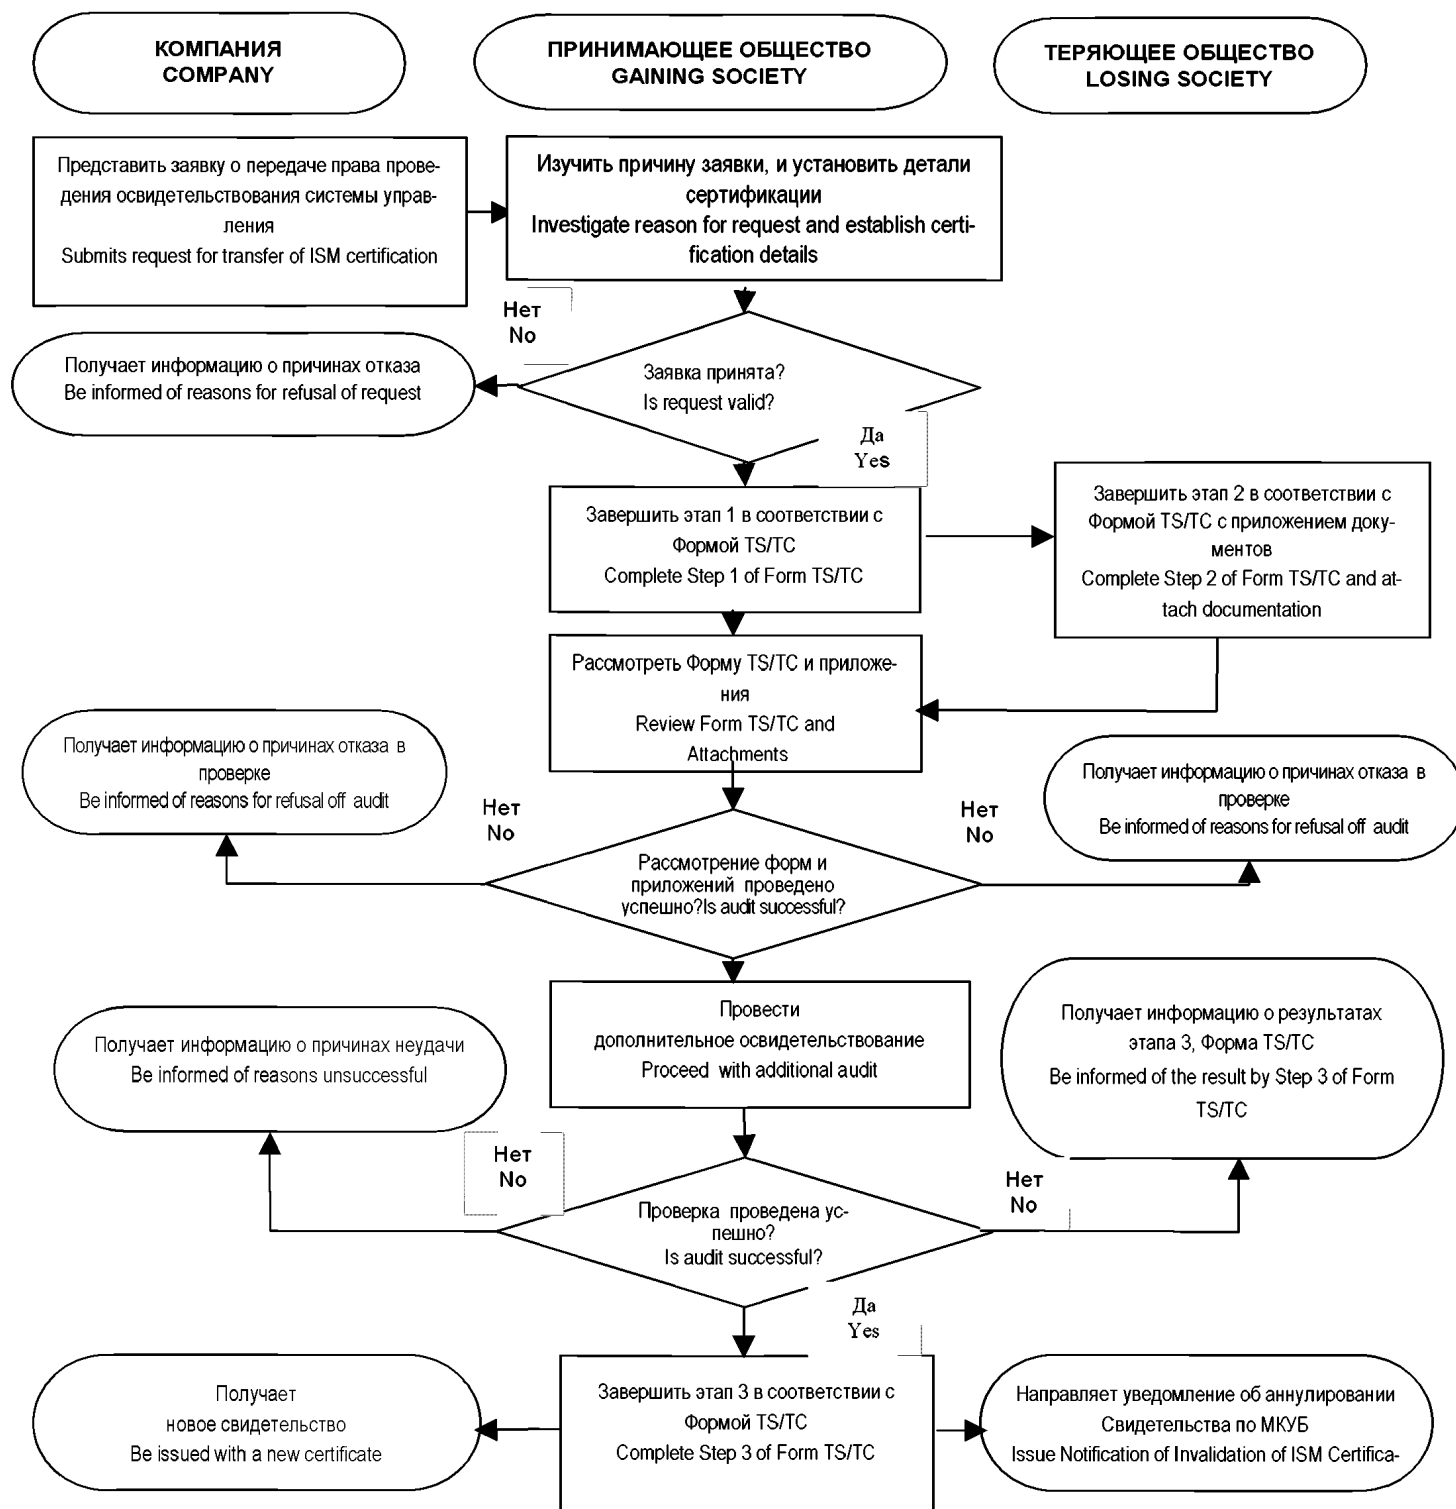 КОМПАНИЯ
COMPANY
ПРИНИМАЮЩЕЕ ОБЩЕСТВО
GAINING SOCIETY
ТЕРЯЮЩЕЕ ОБЩЕСТВО
LOSING SOCIETY
Представить заявку о передаче права прове-
дения освидетельствования системы управ-
ления
Submits request for transfer of ISM certification
Изучить причину заявки, и установить детали
сертификации
Investigate reason for request and establish certi-
fication details
Нет
No
Получает информацию о причинах отказа
Be informed of reasons for refusal of request
Заявка принята?
Is request valid?
Да
Yes
Завершить этап 1 в соответствии с
Формой TS/TC
Complete Step 1 of Form TS/TC
Завершить этап 2 в соответствии с
Формой TS/TC с приложением доку-
ментов
Complete Step 2 of Form TS/TC and at-
tach documentation
Рассмотреть Форму TS/TC и приложе-
ния
Review Form TS/TC and
Attachments
Получает информацию о причинах отказа в
проверке
Be informed of reasons for refusal off audit
Нет
No
Нет
No
Получает информацию о причинах отказа в
проверке
Be informed of reasons for refusal off audit
Рассмотрение форм и
приложений проведено
успешно?Is audit successful?
Провести
дополнительное освидетельствование
Proceed with additional audit
Получает информацию о причинах неудачи
Be informed of reasons unsuccessful
Получает информацию о результатах
этапа 3, Форма TS/TC
Be informed of the result by Step 3 of Form
TS/TC
Нет
No
Нет
No
Проверка проведена ус-
пешно?
Is audit successful?
Да
Yes
Получает
новое свидетельство
Be issued with a new certificate
Завершить этап 3 в соответствии с
Формой TS/TC
Complete Step 3 of Form TS/TC
Направляет уведомление об аннулировании
Свидетельства по МКУБ
Issue Notification of Invalidation of ISM Certifica-